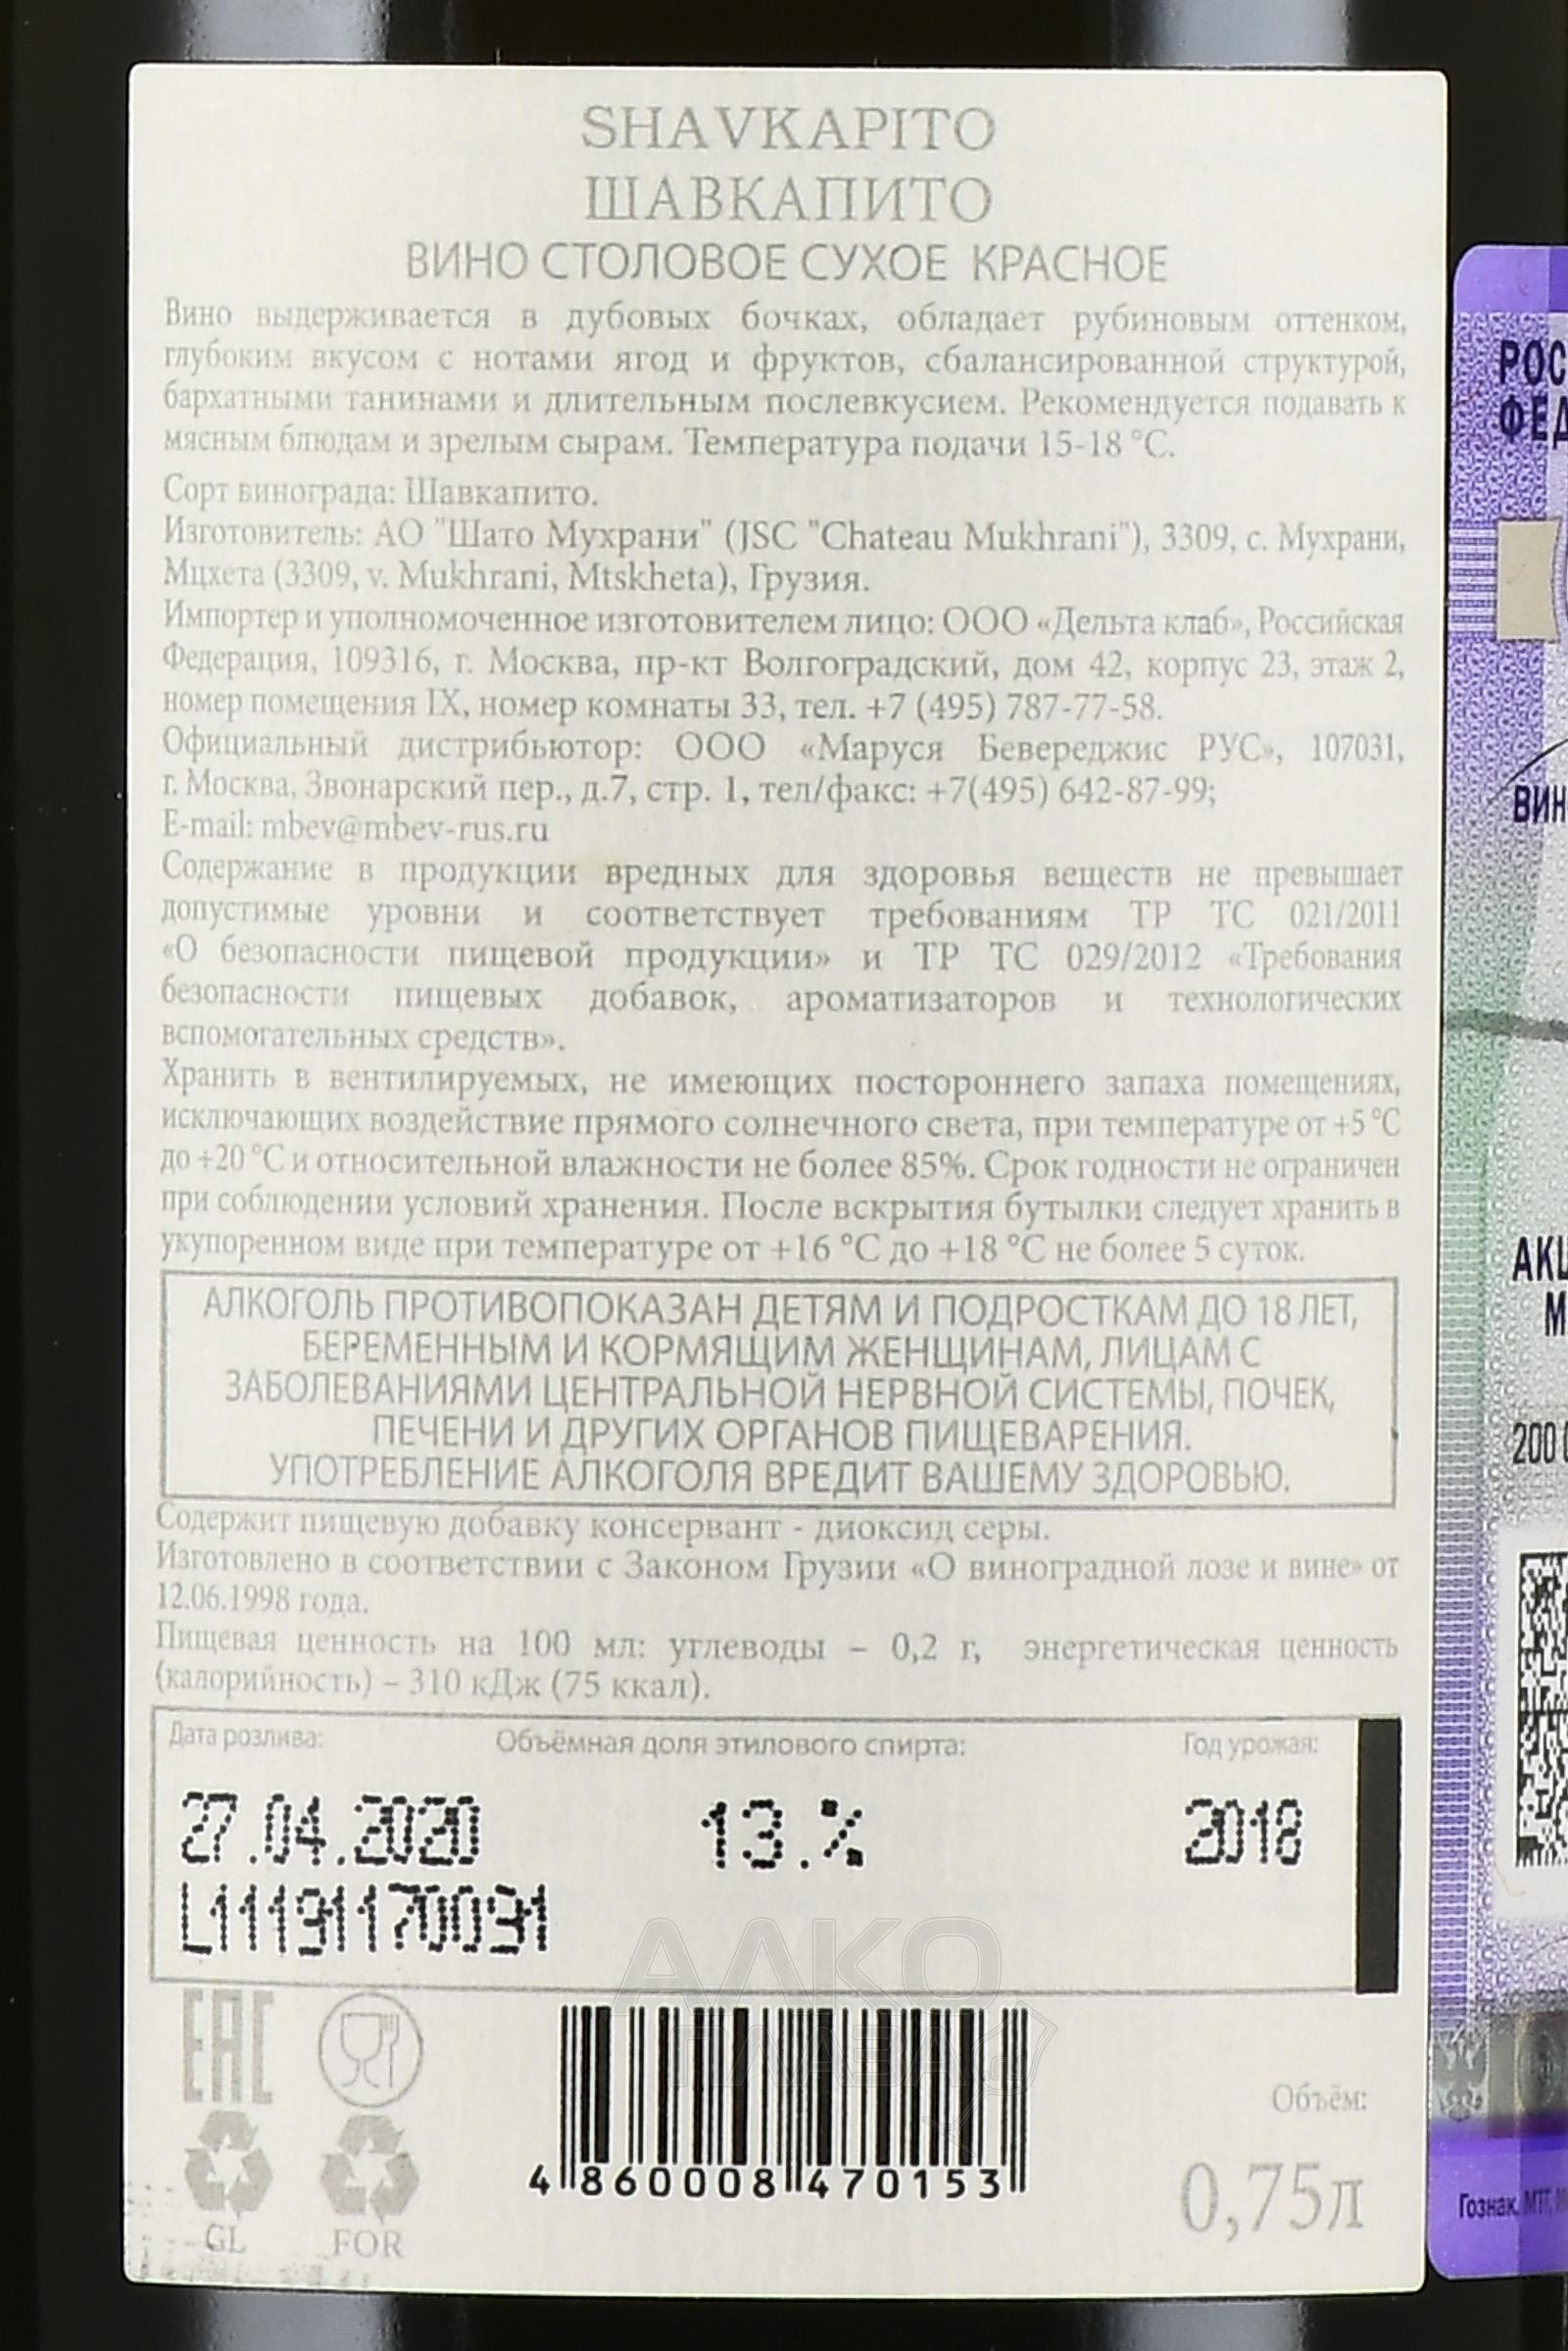 SHAVKAPITO
ШАВКАПИТО
ВИНО СТОЛОВОЕ СУХОЕ КРАСНОЕ
Вино выдерживается в дубовых бочках, обладает рубиновым оттенком,
глубоким вкусом с нотами ягод и фруктов, сбалансированной структурой,
бархатными танинами и длительным послевкусием. Рекомендуется подавать к
мясным блюдам и зрелым сырам. Температура подачи 15-18 °С.
Сорт винограда: Шавкапито.
Изготовитель: АО "Шато Мухрани" (JSC "Chateau Mukhrani"), 3309, с. Мухрани,
Мцхета (3309, v. Mukhrani, Mtskheta), Грузия.
Импортер и уполномоченное изготовителем лицо: ООО «Дельта клаб», Российская
Федерация, 109316, г. Москва, пр-кт Волгоградский, дом 42, корпус 23, этаж 2,
номер помещения IX, номер комнаты 33, тел. +7 (495) 787-77-58.
Официальный дистрибьютор: ООО «Маруся Бевереджис РУС», 107031,
г. Москва, Звонарский пер., д.7, стр. 1, тел/факс: +7(495) 642-87-99;
E-mail: mbev@mbev-rus.ru
Содержание в продукции вредных для здоровья веществ не превышает
допустимые уровни и соответствует требованиям ТР ТС 021/2011
«О безопасности пищевой продукции» и ТР ТС 029/2012 «Требования
безопасности пищевых добавок, ароматизаторов и технологических
вспомогательных средств».
Хранить в вентилируемых, не имеющих постороннего запаха помещениях,
исключающих воздействие прямого солнечного света, при температуре от +5 °С
до +20 °С и относительной влажности не более 85%. Срок годности не ограничен
при соблюдении условий хранения. После вскрытия бутылки следует хранить в
укупоренном виде при температуре от +16 °С до +18 °С не более 5 суток.
АЛКОГОЛЬ ПРОТИВОПОКАЗАН ДЕТЯМ И ПОДРОСТКАМ ДО 18 ЛЕТ,
БЕРЕМЕННЫМ И КОРМЯЩИМ ЖЕНЩИНАМ, ЛИЦАМ С
ЗАБОЛЕВАНИЯМИ ЦЕНТРАЛЬНОЙ НЕРВНОЙ СИСТЕМЫ, ПОЧЕК,
ПЕЧЕНИ И ДРУГИХ ОРГАНОВ ПИЩЕВАРЕНИЯ.
УПОТРЕБЛЕНИЕ АЛКОГОЛЯ ВРЕДИТ ВАШЕМУ ЗДОРОВЬЮ.
Содержит пищевую добавку консервант - диоксид серы.
Изготовлено в соответствии с Законом Грузии «О виноградной лозе и вине» от
12.06.1998 года.
Пищевая ценность на 100 мл: углеводы – 0,2 г, энергетическая ценность
(калорийность) – 310 кДж (75 ккал).
Дата розлива: Объёмная доля этилового спирта: Год урожая:
27.04.2020 13.% 2018
L11191170091
ЕАС
GL FOR
4 860008 470153
Объём:
0,75л
АЛКО
ПЛАЗА
РОС
ФЕД
ВИН
АКЦ
М
200
Гознак, МТГ,